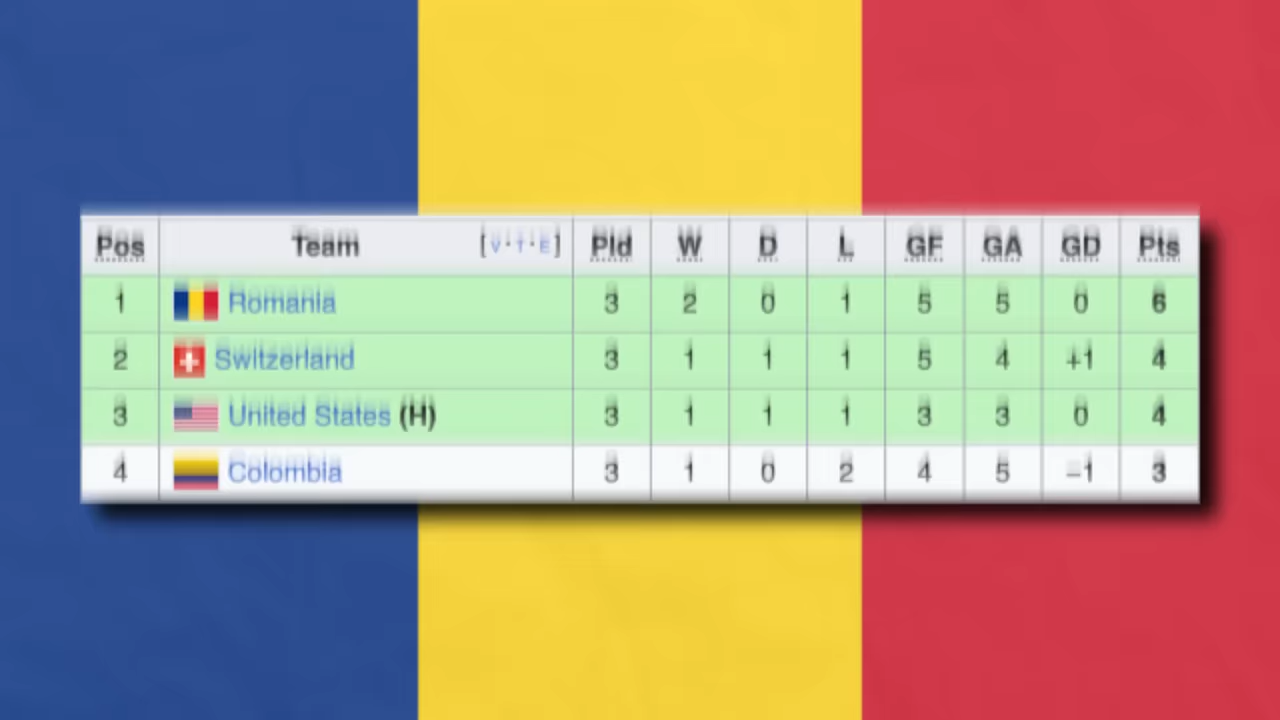 Pos Team [V·T·E] Pld W D L GF GA GD Pts
1 Romania 3 2 0 1 5 5 0 6
2 Switzerland 3 1 1 1 5 4 +1 4
3 United States (H) 3 1 1 1 3 3 0 4
4 Colombia 3 1 0 2 4 5 −1 3